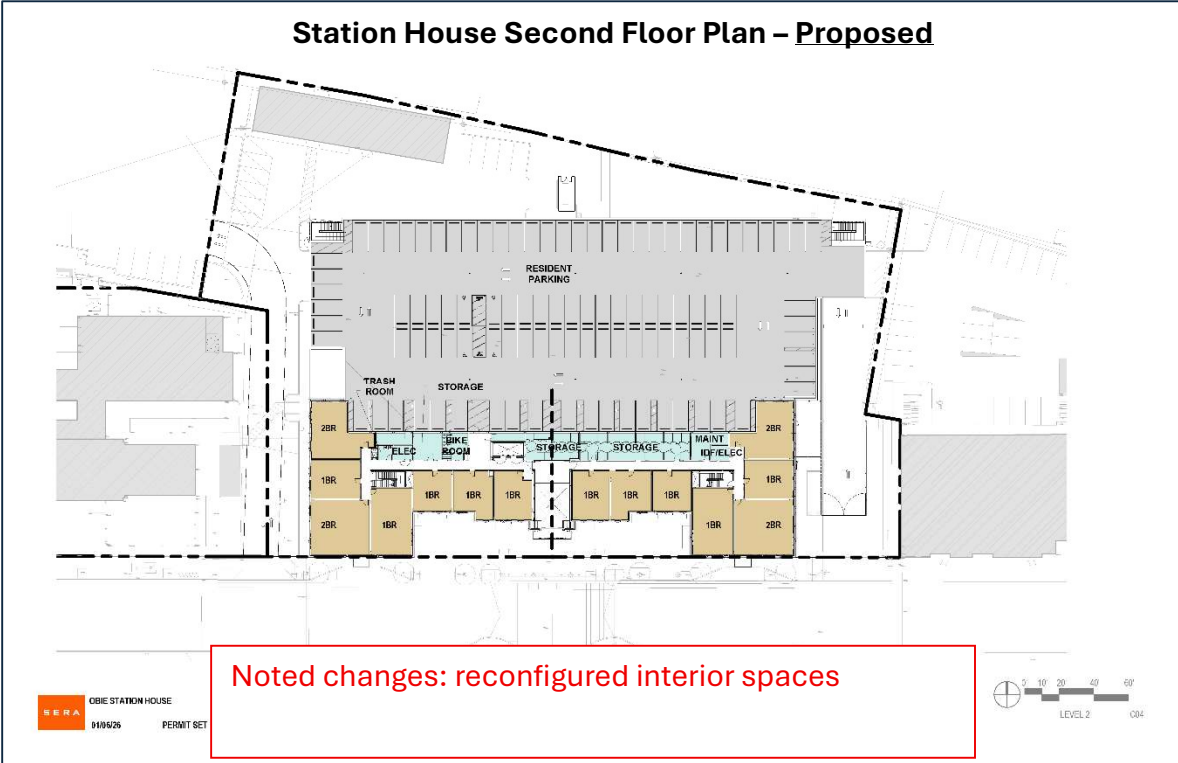 Station House Second Floor Plan – Proposed
RESIDENT
PARKING
TRASH
ROOM
STORAGE
2BR
ELEC
BIKE
ROOM
STORAGE
STORAGE
MAINT
IDF/ELEC
2BR
1BR
1BR
1BR
1BR
1BR
1BR
1BR
1BR
2BR
1BR
1BR
2BR
Noted changes: reconfigured interior spaces
SERA
OBIE STATION HOUSE
01/06/26 PERMIT SET
0' 10' 20' 40' 60'
LEVEL 2 C04